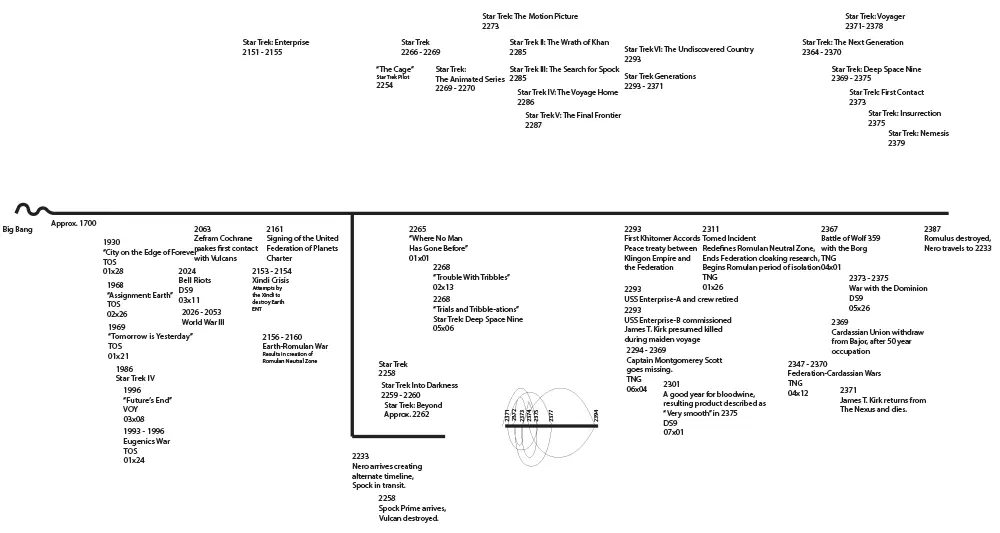 Star Trek: The Motion Picture
2273
Star Trek: Voyager
2371- 2378
Star Trek: Enterprise
2151 - 2155
Star Trek
2266 - 2269
Star Trek II: The Wrath of Khan
2285
Star Trek VI: The Undiscovered Country
2293
Star Trek: The Next Generation
2364 - 2370
"The Cage"
Star Trek Pilot
2254
Star Trek:
The Animated Series
2269 - 2270
Star Trek III: The Search for Spock
2285
Star Trek Generations
2293 - 2371
Star Trek: Deep Space Nine
2369 - 2375
Star Trek IV: The Voyage Home
2286
Star Trek: First Contact
2373
Star Trek V: The Final Frontier
2287
Star Trek: Insurrection
2375
Star Trek: Nemesis
2379
Big Bang
Approx. 1700
1930
"City on the Edge of Forever"
TOS
01x28
1968
"Assignment: Earth"
TOS
02x26
1969
"Tomorrow is Yesterday"
TOS
01x21
1986
Star Trek IV
1996
"Future's End"
VOY
03x08
1993 - 1996
Eugenics War
TOS
01x24
2063
Zefram Cochrane
makes first contact
with Vulcans
2024
Bell Riots
DS9
03x11
2026 - 2053
World War III
2161
Signing of the United
Federation of Planets
Charter
2153 - 2154
Xindi Crisis
Attempts by
the Xindi to
destroy Earth
ENT
2156 - 2160
Earth-Romulan War
Results in creation of
Romulan Neutral Zone
2265
"Where No Man
Has Gone Before"
01x01
2268
"Trouble With Tribbles"
02x13
2268
"Trials and Tribble-ations"
Star Trek: Deep Space Nine
05x06
Star Trek
2258
Star Trek Into Darkness
2259 - 2260
Star Trek: Beyond
Approx. 2262
2233
Nero arrives creating
alternate timeline,
Spock in transit.
2258
Spock Prime arrives,
Vulcan destroyed.
2371
2372
2373
2374
2375
2377
2394
2293
First Khitomer Accords
Peace treaty between
Klingon Empire and
the Federation
2293
USS Enterprise-A and crew retired
2293
USS Enterprise-B commissioned
James T. Kirk presumed killed
during maiden voyage
2294 - 2369
Captain Montgomerey Scott
goes missing.
TNG
06x04
2301
A good year for bloodwine,
resulting product described as
"Very smooth" in 2375
DS9
07x01
2311
Tomed Incident
Redefines Romulan Neutral Zone,
Ends Federation cloaking research,
Begins Romulan period of isolation
TNG
01x26
2367
Battle of Wolf 359
with the Borg
TNG
04x01
2373 - 2375
War with the Dominion
DS9
05x26
2369
Cardassian Union withdraw
from Bajor, after 50 year
occupation
2347 - 2370
Federation-Cardassian Wars
TNG
04x12
2371
James T. Kirk returns from
The Nexus and dies.
2387
Romulus destroyed,
Nero travels to 2233